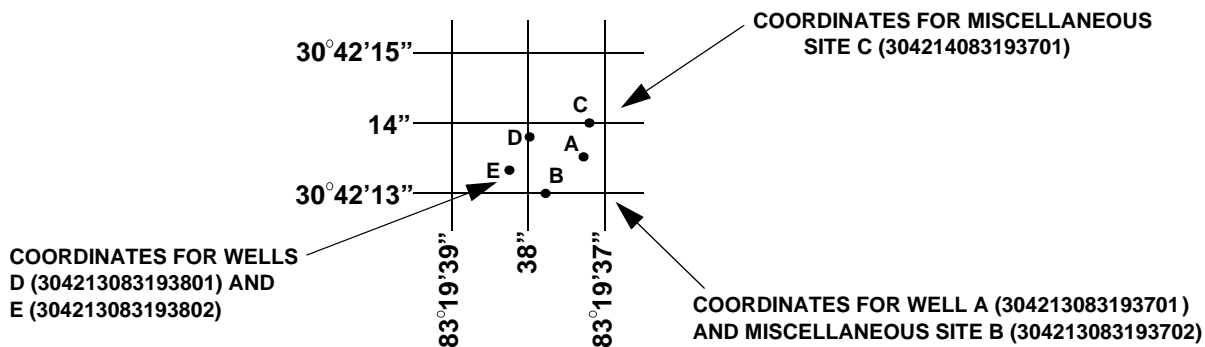 COORDINATES FOR MISCELLANEOUS
SITE C (304214083193701)
30°42'15”
14”
30°42'13”
C
D
A
E
B
COORDINATES FOR WELLS
D (304213083193801) AND
E (304213083193802)
83°19'39”
38”
83°19'37”
COORDINATES FOR WELL A (304213083193701)
AND MISCELLANEOUS SITE B (304213083193702)